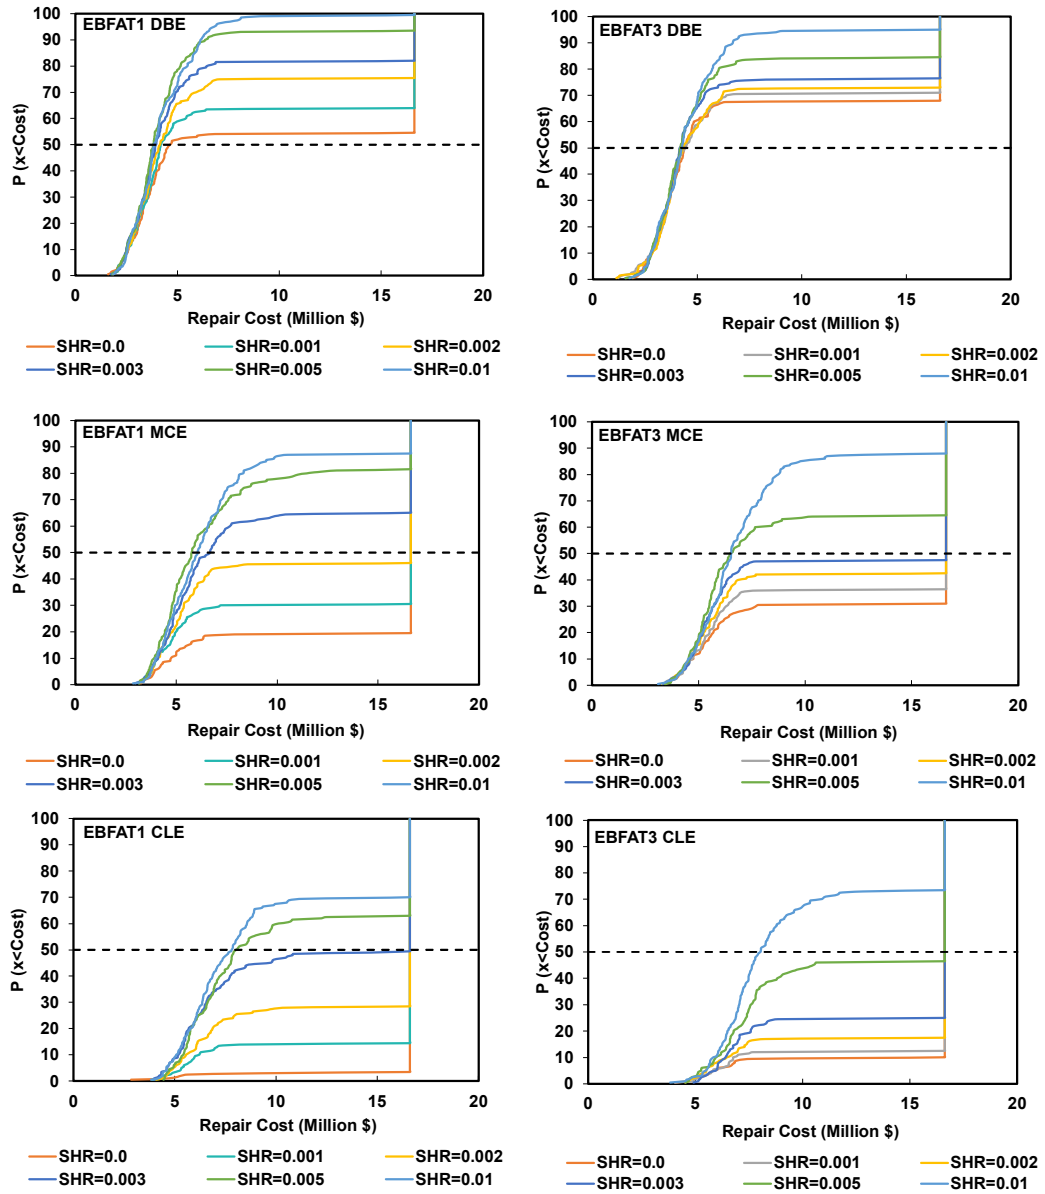 EBFAT1 DBE
P (x<Cost)
100
90
80
70
60
50
40
30
20
10
0
0 5 10 15 20
Repair Cost (Million $)
SHR=0.0 SHR=0.001 SHR=0.002
SHR=0.003 SHR=0.005 SHR=0.01
EBFAT3 DBE
P (x<Cost)
100
90
80
70
60
50
40
30
20
10
0
0 5 10 15 20
Repair Cost (Million $)
SHR=0.0 SHR=0.001 SHR=0.002
SHR=0.003 SHR=0.005 SHR=0.01
EBFAT1 MCE
P (x<Cost)
100
90
80
70
60
50
40
30
20
10
0
0 5 10 15 20
Repair Cost (Million $)
SHR=0.0 SHR=0.001 SHR=0.002
SHR=0.003 SHR=0.005 SHR=0.01
EBFAT3 MCE
P (x<Cost)
100
90
80
70
60
50
40
30
20
10
0
0 5 10 15 20
Repair Cost (Million $)
SHR=0.0 SHR=0.001 SHR=0.002
SHR=0.003 SHR=0.005 SHR=0.01
EBFAT1 CLE
P (x<Cost)
100
90
80
70
60
50
40
30
20
10
0
0 5 10 15 20
Repair Cost (Million $)
SHR=0.0 SHR=0.001 SHR=0.002
SHR=0.003 SHR=0.005 SHR=0.01
EBFAT3 CLE
P (x<Cost)
100
90
80
70
60
50
40
30
20
10
0
0 5 10 15 20
Repair Cost (Million $)
SHR=0.0 SHR=0.001 SHR=0.002
SHR=0.003 SHR=0.005 SHR=0.01